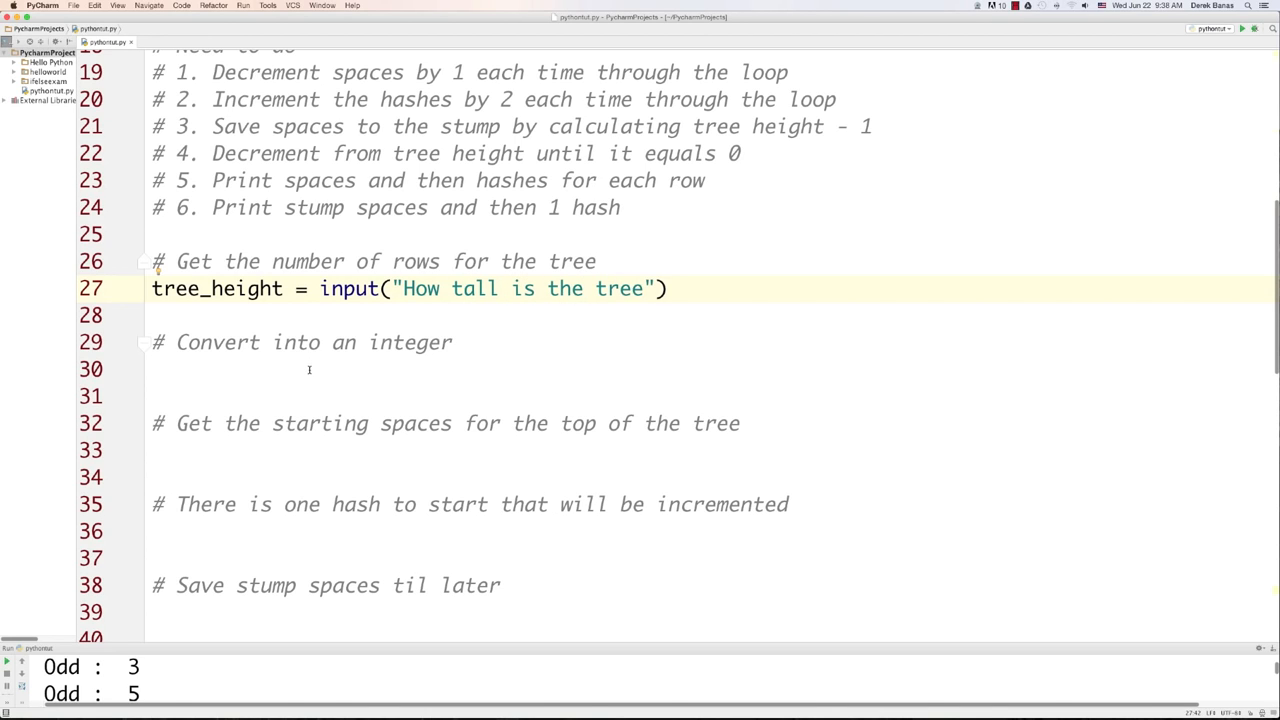 PyCharm File Edit View Navigate Code Refactor Run Tools VCS Window Help
10 Wed Jun 22 9:38 AM Derek Banas
pythontut.py - PycharmProjects - [~/PycharmProjects]
PycharmProjects pythontut.py
pythontut
pythontut.py ×
PycharmProject
Hello Python
helloworld
ifelseexam
pythontut.py
External Librarie
18 # Need to do
19 # 1. Decrement spaces by 1 each time through the loop
20 # 2. Increment the hashes by 2 each time through the loop
21 # 3. Save spaces to the stump by calculating tree height - 1
22 # 4. Decrement from tree height until it equals 0
23 # 5. Print spaces and then hashes for each row
24 # 6. Print stump spaces and then 1 hash
25
26 # Get the number of rows for the tree
27 tree_height = input("How tall is the tree")
28
29 # Convert into an integer
30
31
32 # Get the starting spaces for the top of the tree
33
34
35 # There is one hash to start that will be incremented
36
37
38 # Save stump spaces til later
39
40
Run pythontut
Odd : 3
Odd : 5
27:42 LF÷ UTF-8÷